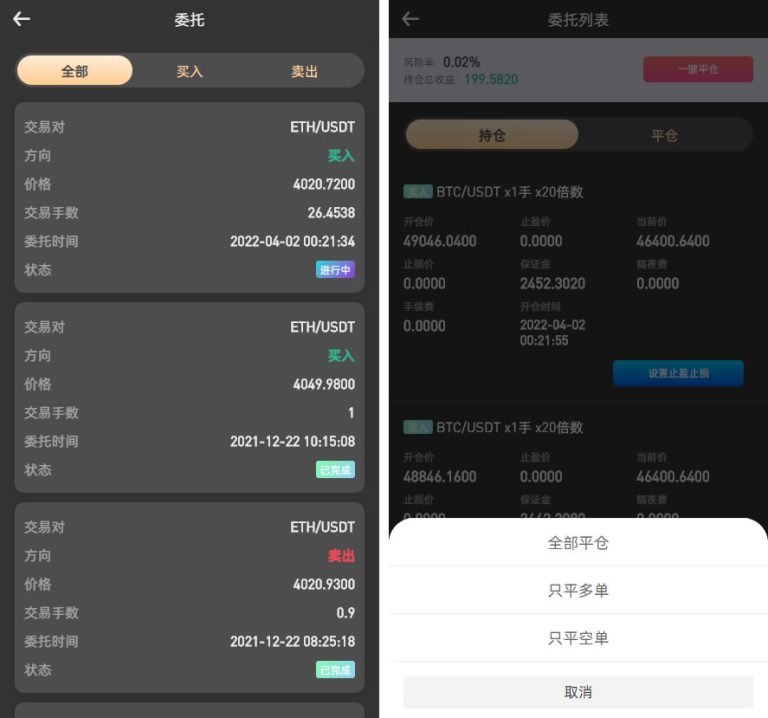 委托
全部
买入
卖出
交易对
ETH/USDT
方向
买入
价格
4020.7200
交易手数
26.4538
委托时间
2022-04-02 00:21:34
状态
进行中
交易对
ETH/USDT
方向
买入
价格
4049.9800
交易手数
1
委托时间
2021-12-22 10:15:08
状态
已完成
交易对
ETH/USDT
方向
卖出
价格
4020.9300
交易手数
0.9
委托时间
2021-12-22 08:25:18
状态
已完成
委托列表
风险率: 0.02%
持仓总收益: 199.5820
一键平仓
持仓
平仓
买入 BTC/USDT x1手 x20倍数
开仓价 止盈价 当前价
49046.0400 0.0000 46400.6400
止损价 保证金 隔夜费
0.0000 2452.3020 0.0000
手续费 开仓时间
0.0000 2022-04-02
00:21:55
设置止盈止损
买入 BTC/USDT x1手 x20倍数
开仓价 止盈价 当前价
48846.1600 0.0000 46400.6400
止损价 保证金 隔夜费
全部平仓
只平多单
只平空单
取消